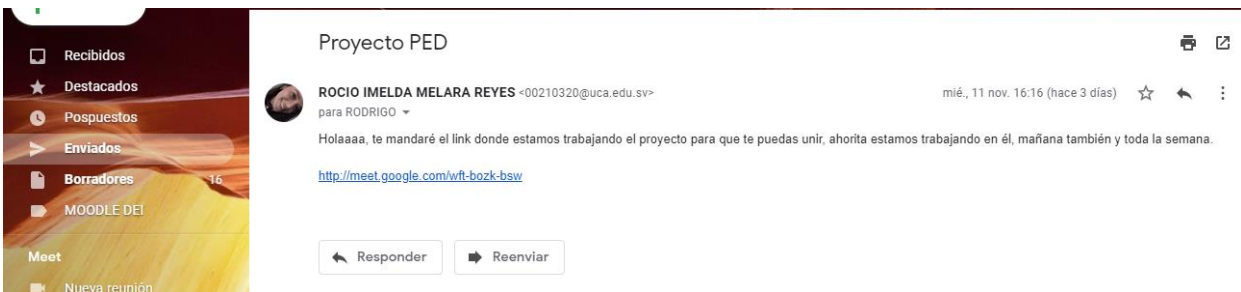 Recibidos
Destacados
Pospuestos
Enviados
Borradores 16
MOODLE DEI
Meet
Nueva reunión
Proyecto PED
ROCIO IMELDA MELARA REYES <00210320@uca.edu.sv> mié., 11 nov. 16:16 (hace 3 días)
para RODRIGO
Holaaaa, te mandaré el link donde estamos trabajando el proyecto para que te puedas unir, ahorita estamos trabajando en él, mañana también y toda la semana.
http://meet.google.com/wft-bozk-bsw
Responder Reenviar